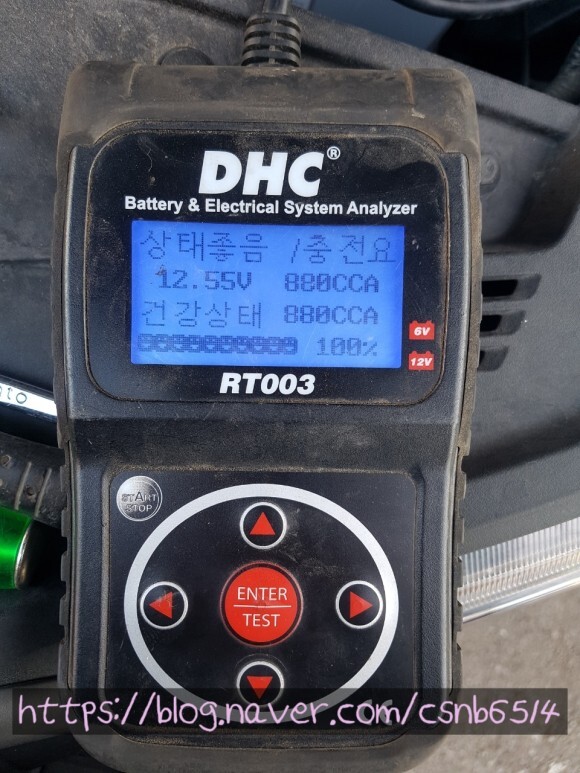 DHC®
Battery & Electrical System Analyzer
상태좋음 /충전요
12.55V 880CCA
건강상태 880CCA
100%
6V
12V
RT003
START
STOP
ENTER
TEST
https://blog.naver.com/csnb6514